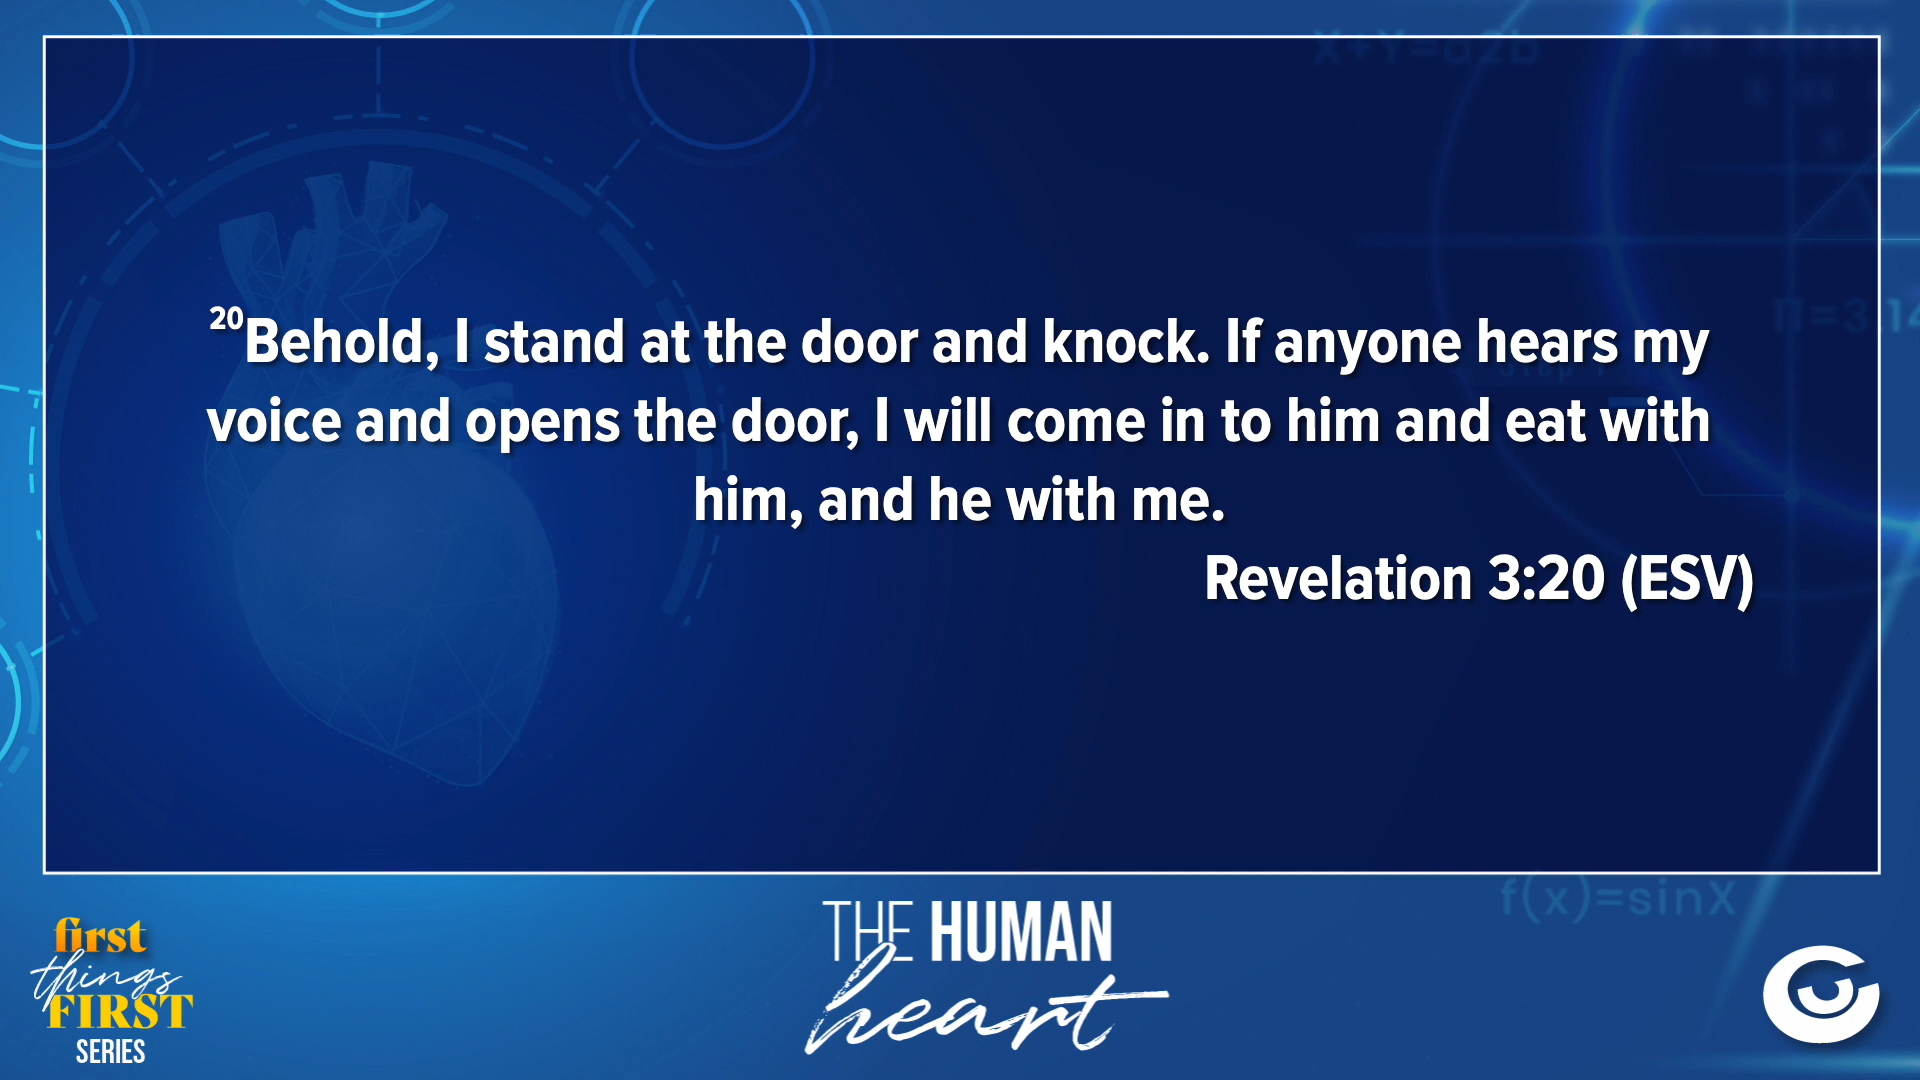 X+Y=a2b
20Behold, I stand at the door and knock. If anyone hears my
voice and opens the door, I will come in to him and eat with
him, and he with me.
Revelation 3:20 (ESV)
f(x)=sinX
first
things
FIRST
SERIES
THE HUMAN
heart